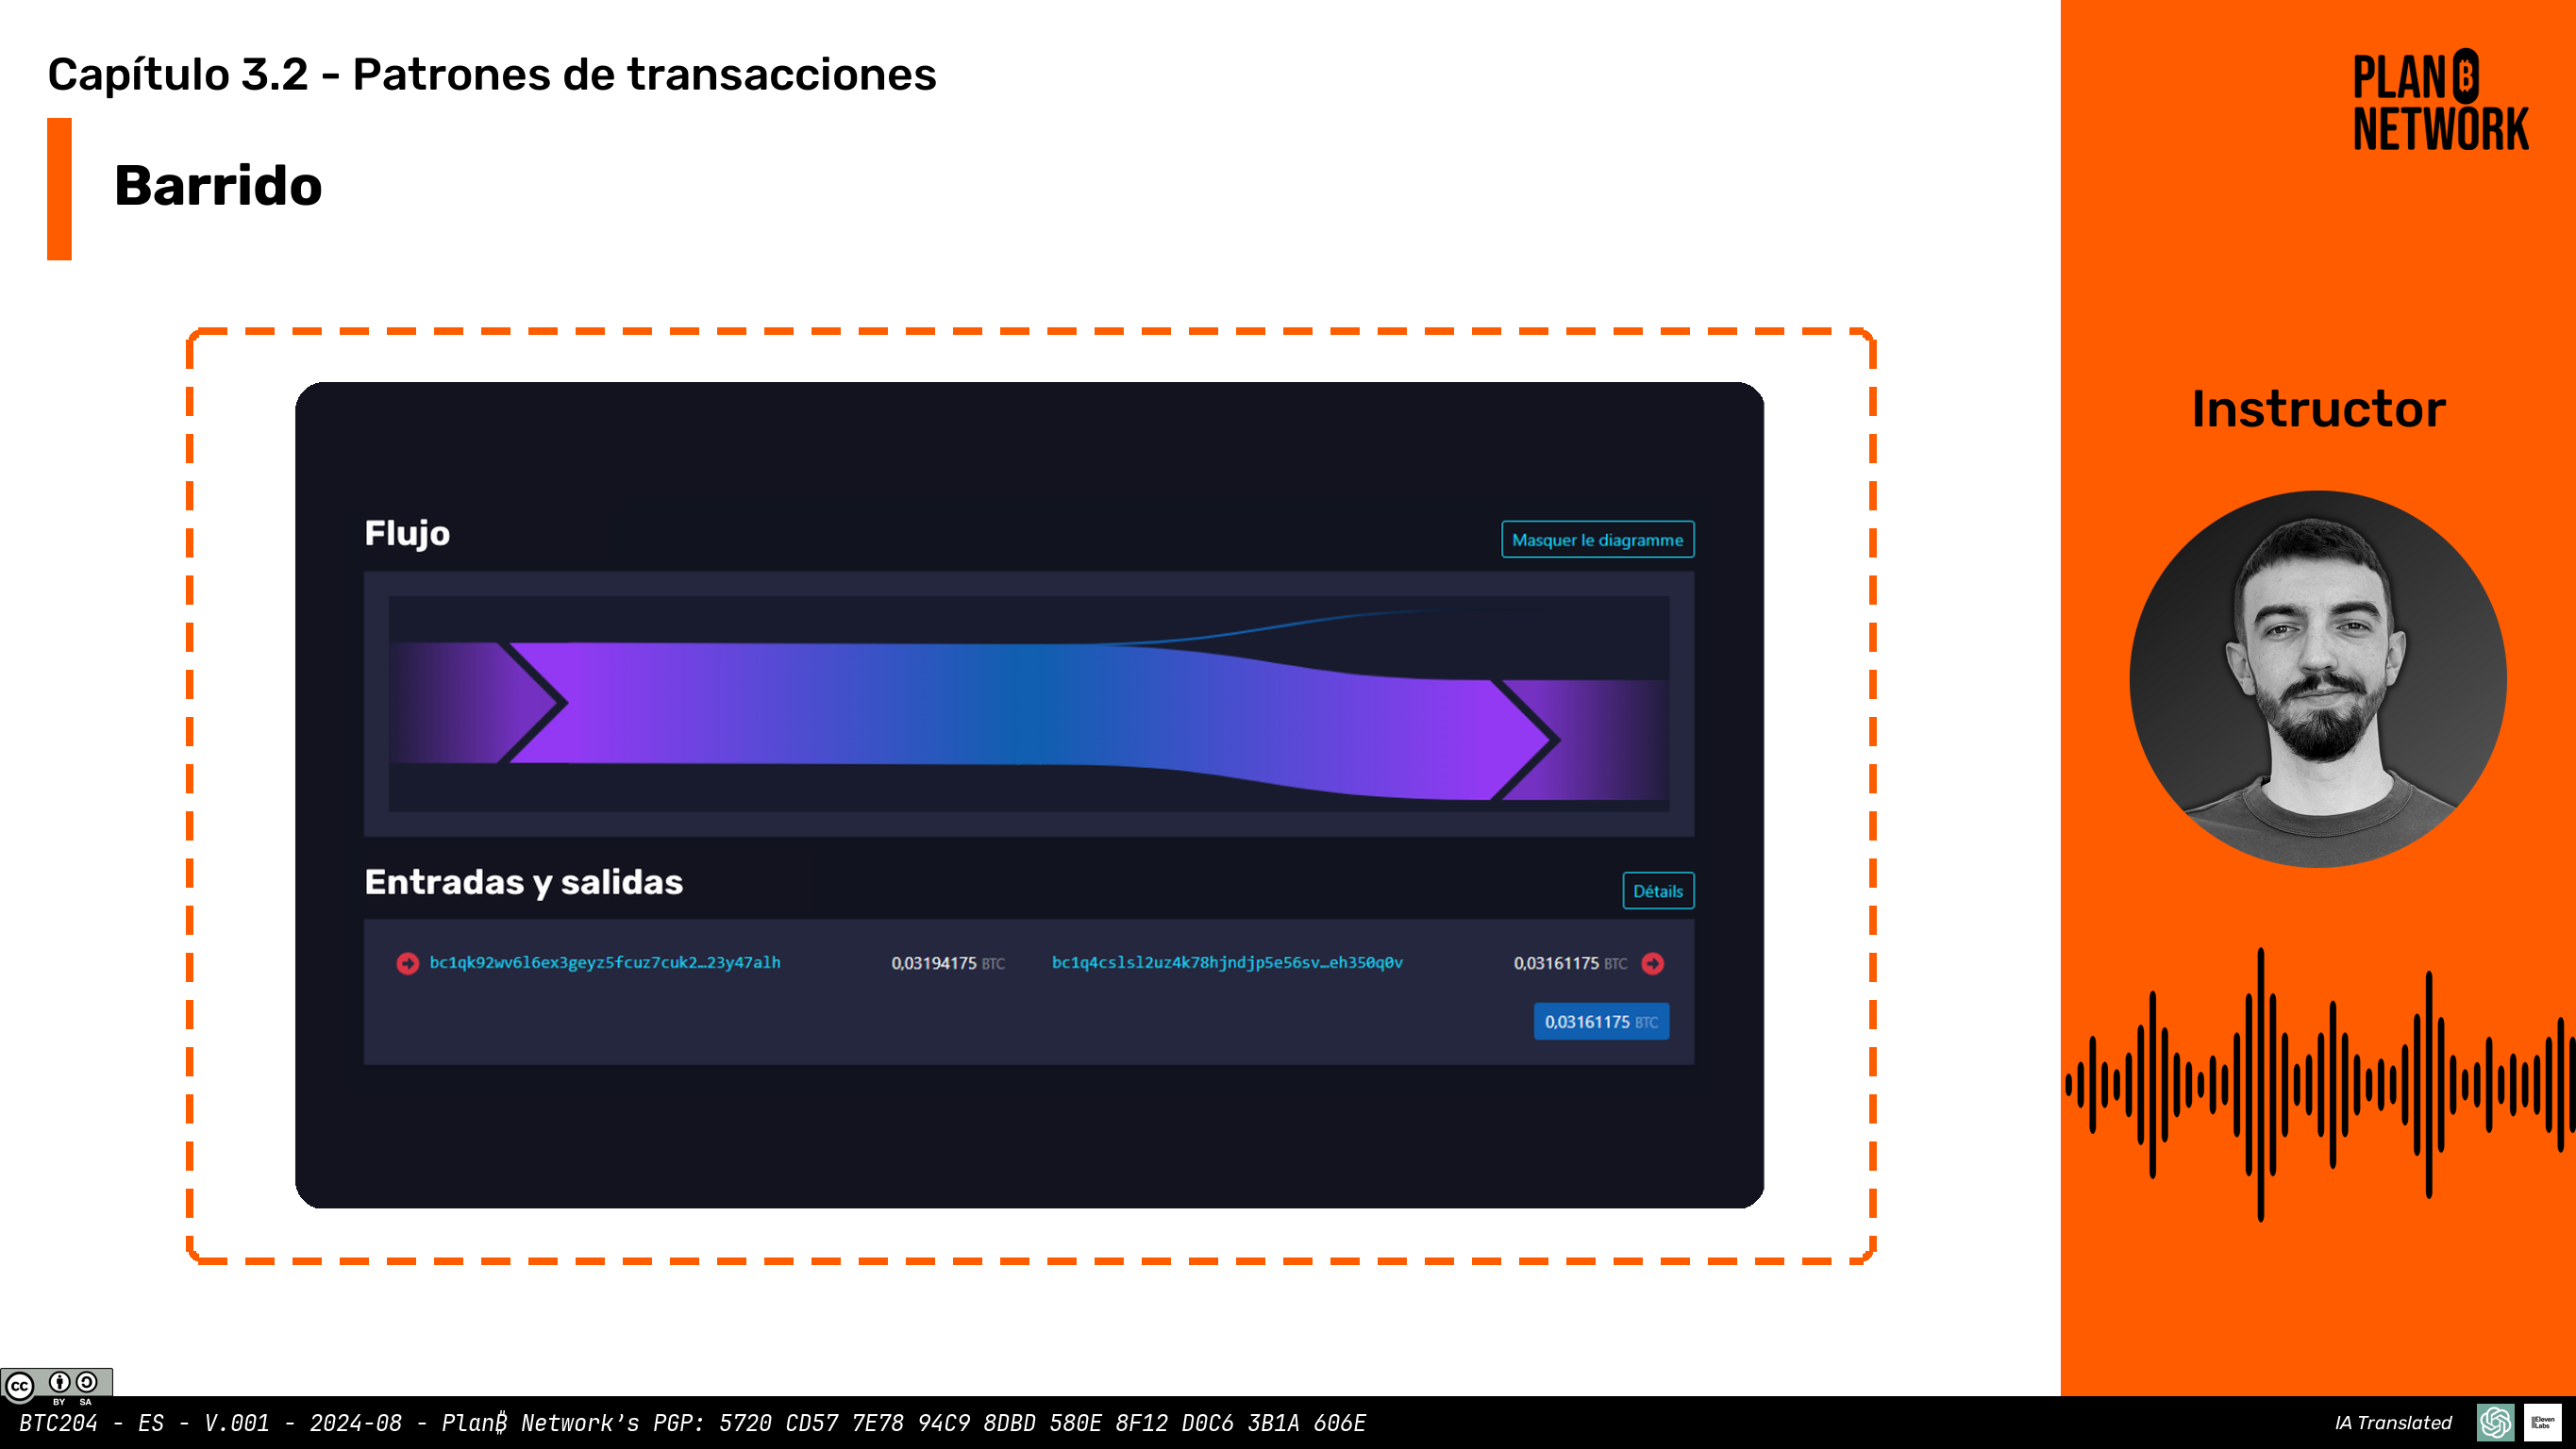 Capítulo 3.2 - Patrones de transacciones
Barrido
PLAN ₿
NETWORK
Instructor
Flujo
Masquer le diagramme
Entradas y salidas
Détails
bc1qk92wv6l6ex3geyz5fcuz7cuk2…23y47alh 0,03194175 BTC bc1q4cslsl2uz4k78hjndjp5e56sv…eh350q0v 0,03161175 BTC
0,03161175 BTC
CC BY SA
BTC204 - ES - V.001 - 2024-08 - Plan₿ Network's PGP: 5720 CD57 7E78 94C9 8DBD 580E 8F12 D0C6 3B1A 606E
IA Translated
IIElevenLabs